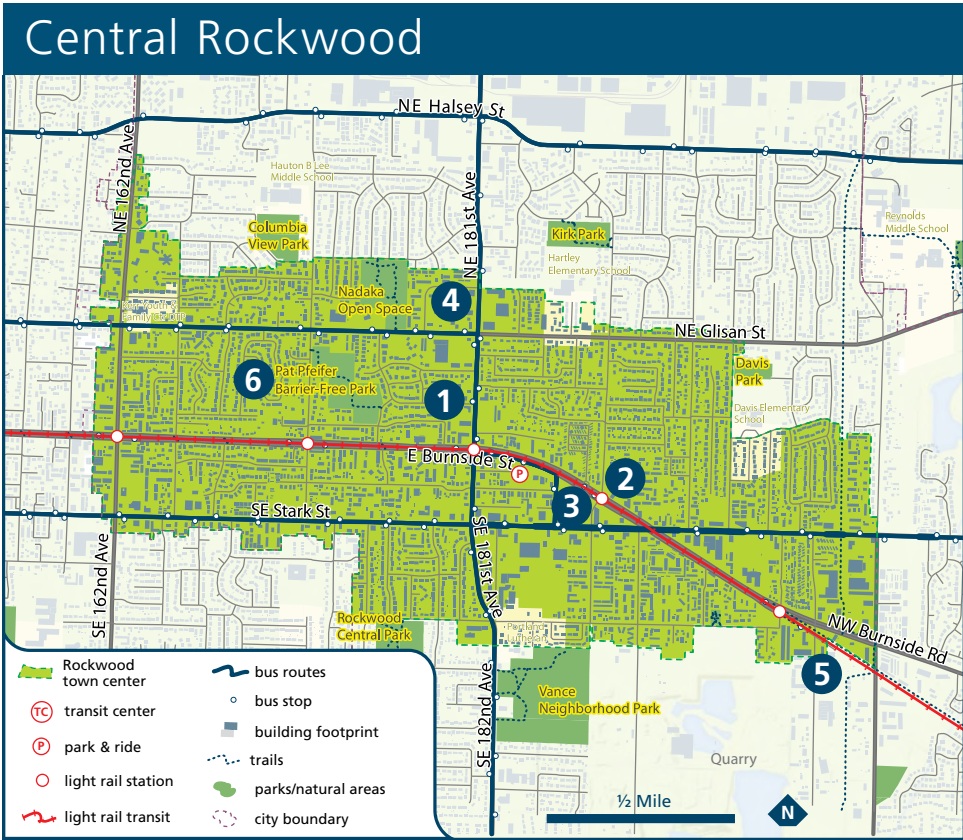 Central Rockwood
NE Halsey St
NE 162nd Ave
Hauton B Lee
Middle School
NE 181st Ave
Columbia
View Park
Kirk Park
Reynolds
Middle School
Hartley
Elementary School
Nadaka
Open Space
4
NE Glisan St
6
Pat Pfeifer
Barrier-Free Park
1
Davis
Park
Davis Elementary
School
E Burnside St
P
2
3
SE Stark St
SE 162nd Ave
SE 181st Ave
Rockwood
Central Park
Portland
Lutheran
NW Burnside Rd
5
SE 182nd Ave
Vance
Neighborhood Park
Quarry
Rockwood
town center
TC
transit center
P
park & ride
light rail station
light rail transit
bus routes
bus stop
building footprint
trails
parks/natural areas
city boundary
½ Mile
N